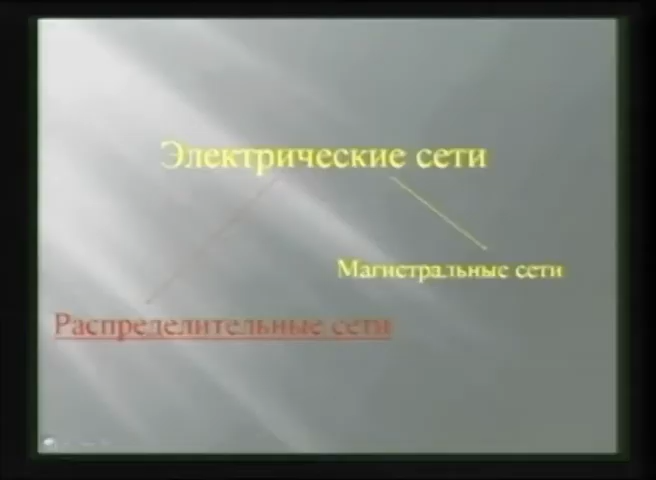 Электрические сети
Магистральные сети
Распределительные сети